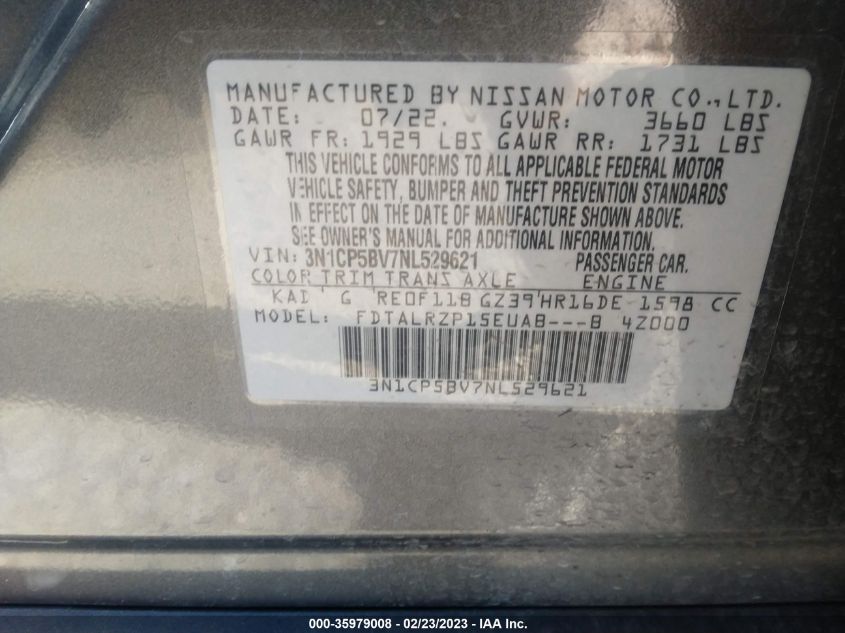 MANUFACTURED BY NISSAN MOTOR CO.,LTD.
DATE: 07/22. GVWR: 3660 LBS
GAWR FR: 1929 LBS GAWR RR: 1731 LBS
THIS VEHICLE CONFORMS TO ALL APPLICABLE FEDERAL MOTOR
VEHICLE SAFETY, BUMPER AND THEFT PREVENTION STANDARDS
IN EFFECT ON THE DATE OF MANUFACTURE SHOWN ABOVE.
SEE OWNER'S MANUAL FOR ADDITIONAL INFORMATION.
VIN: 3N1CP5BV7NL529621 PASSENGER CAR.
COLOR TRIM TRANS AXLE ENGINE
KAD G RE0F11B GZ39 HR16DE 1598 CC
MODEL: FDTALRZP15EUAB---B 4Z000
3N1CP5BV7NL529621
000-35979008 - 02/23/2023 - IAA Inc.